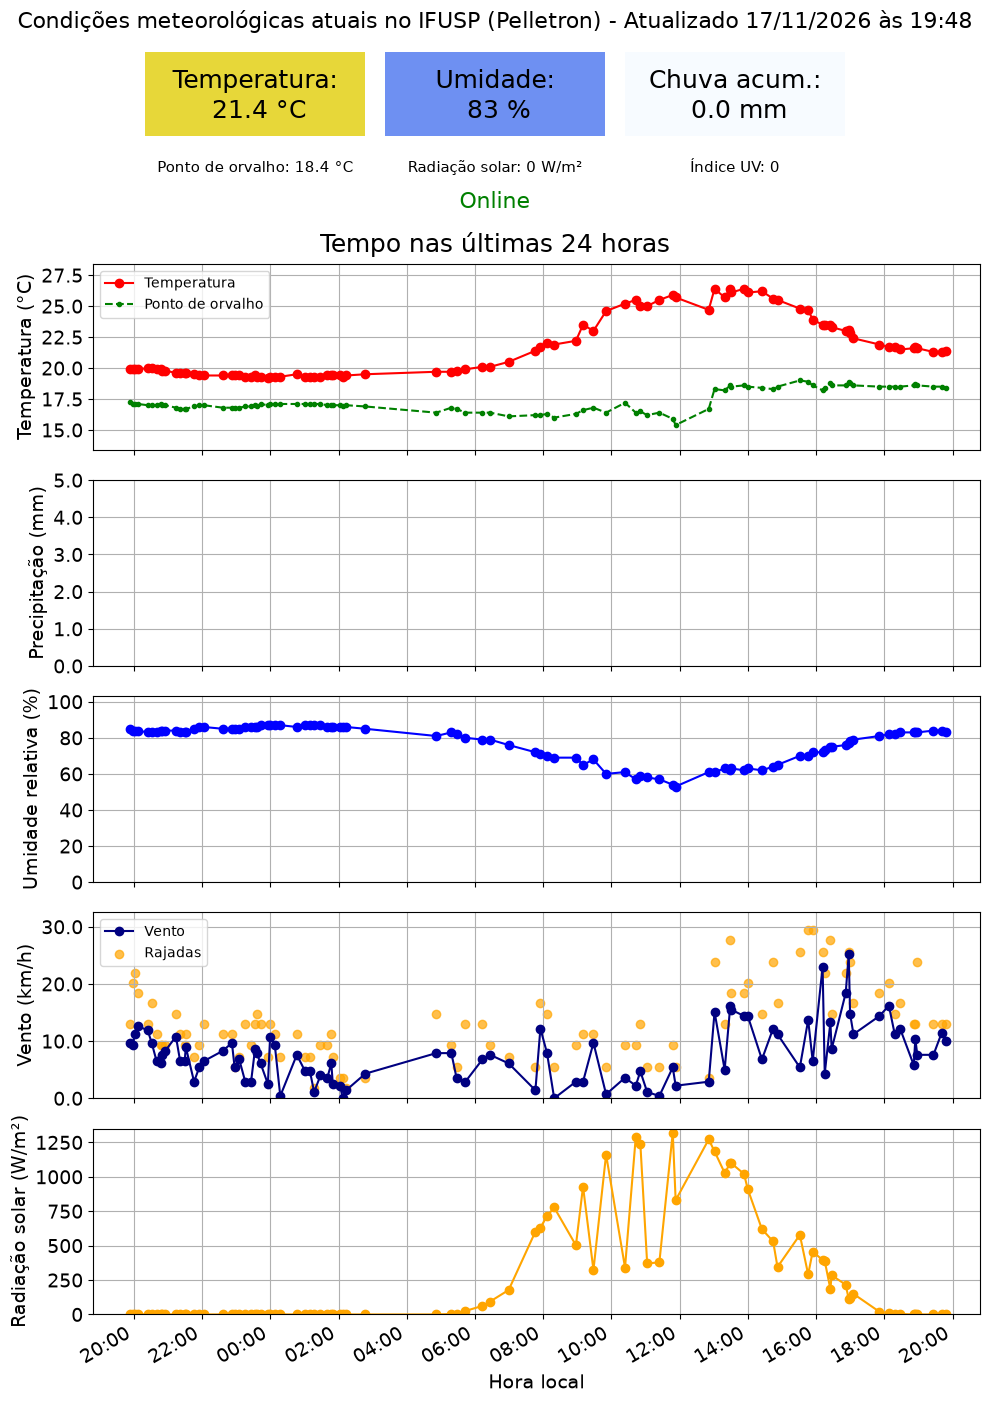 Condições meteorológicas atuais no IFUSP (Pelletron) - Atualizado 17/11/2026 às 19:48
Temperatura:
21.4 °C
Umidade:
83 %
Chuva acum.:
0.0 mm
Ponto de orvalho: 18.4 °C
Radiação solar: 0 W/m²
Índice UV: 0
Online
Tempo nas últimas 24 horas
Temperatura (°C)
27.5
25.0
22.5
20.0
17.5
15.0
Temperatura
Ponto de orvalho
Precipitação (mm)
5.0
4.0
3.0
2.0
1.0
0.0
Umidade relativa (%)
100
80
60
40
20
0
Vento (km/h)
30.0
20.0
10.0
0.0
Vento
Rajadas
Radiação solar (W/m²)
1250
1000
750
500
250
0
20:00
22:00
00:00
02:00
04:00
06:00
08:00
10:00
12:00
14:00
16:00
18:00
20:00
Hora local